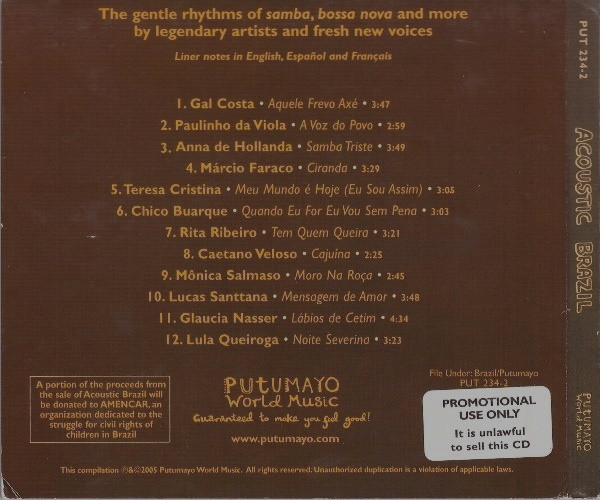 The gentle rhythms of samba, bossa nova and more
by legendary artists and fresh new voices
Liner notes in English, Español and Français
1. Gal Costa • Aquele Frevo Axé • 3:47
2. Paulinho da Viola • A Voz do Povo • 2:59
3. Anna de Hollanda • Samba Triste • 3:49
4. Márcio Faraco • Ciranda • 3:29
5. Teresa Cristina • Meu Mundo é Hoje (Eu Sou Assim) • 3:05
6. Chico Buarque • Quando Eu For Eu Vou Sem Pena • 3:03
7. Rita Ribeiro • Tem Quem Queira • 3:21
8. Caetano Veloso • Cajuína • 2:25
9. Mônica Salmaso • Moro Na Roça • 2:45
10. Lucas Santtana • Mensagem de Amor • 3:48
11. Glaucia Nasser • Lábios de Cetim • 4:34
12. Lula Queiroga • Noite Severina • 3:23
A portion of the proceeds from
the sale of Acoustic Brazil will
be donated to AMENCAR, an
organization dedicated to the
struggle for civil rights of
children in Brazil
PUTUMAYO
World Music
Guaranteed to make you feel good!
www.putumayo.com
File Under: Brazil/Putumayo
PUT 234-2
PROMOTIONAL
USE ONLY
It is unlawful
to sell this CD
This compilation ℗&©2005 Putumayo World Music. All rights reserved. Unauthorized duplication is a violation of applicable laws.
PUT 234-2
ACOUSTIC BRAZIL
PUTUMAYO
World Music